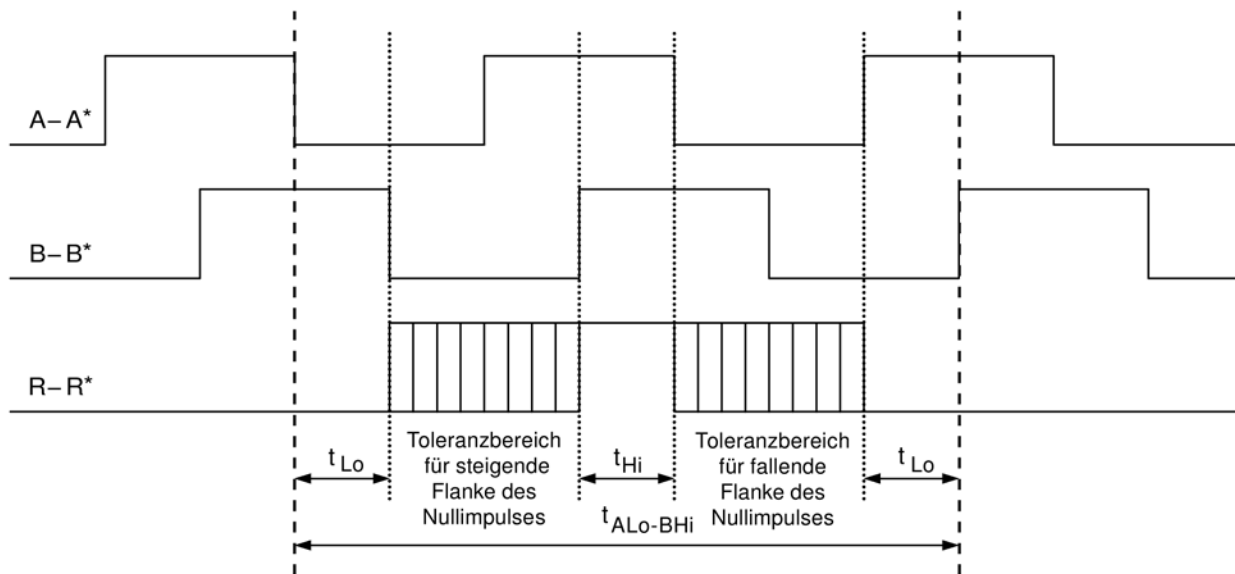 A–A*
B–B*
R–R*
t Lo
Toleranzbereich
für steigende
Flanke des
Nullimpulses
t Hi
Toleranzbereich
für fallende
Flanke des
Nullimpulses
t Lo
t ALo-BHi